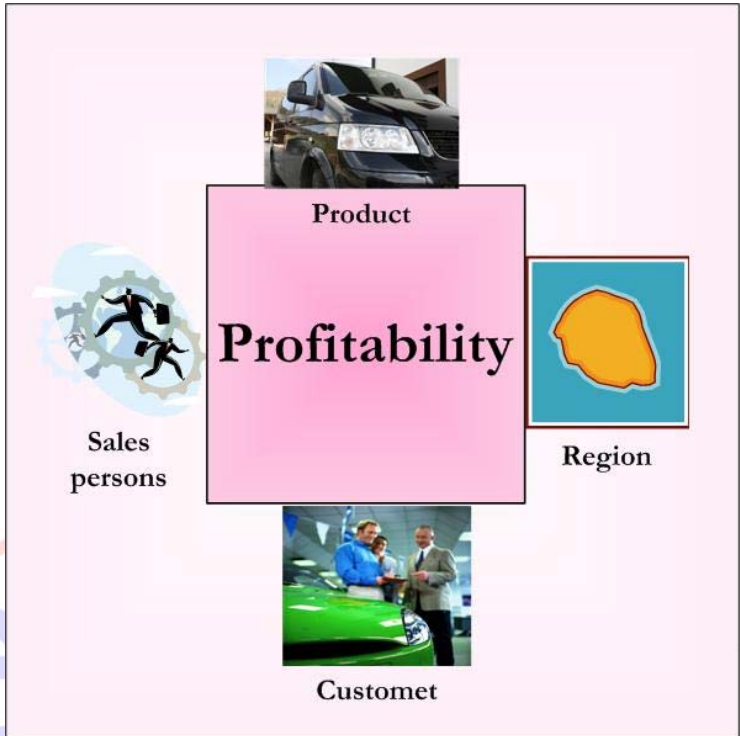 Product
Profitability
Sales
persons
Region
Customet